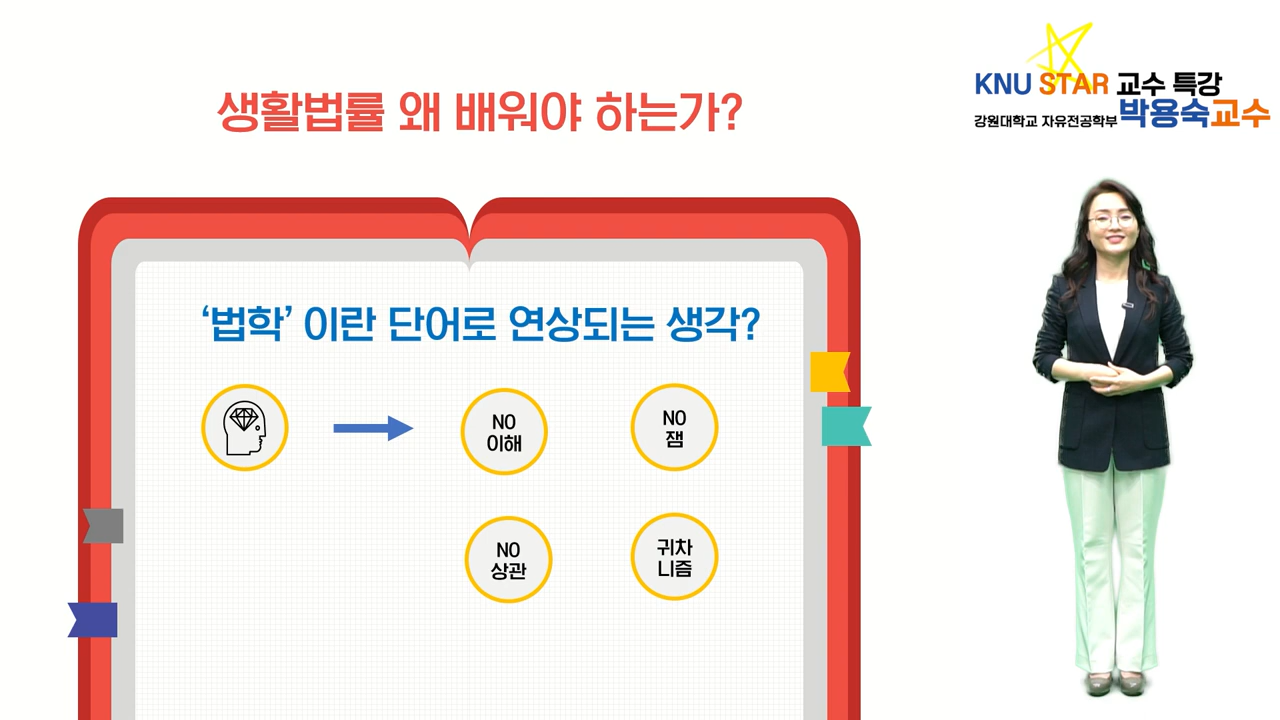 생활법률 왜 배워야 하는가?
KNU STAR 교수 특강
강원대학교 자유전공학부 박용숙교수
‘법학’ 이란 단어로 연상되는 생각?
NO
이해
NO
잼
NO
상관
귀차
니즘